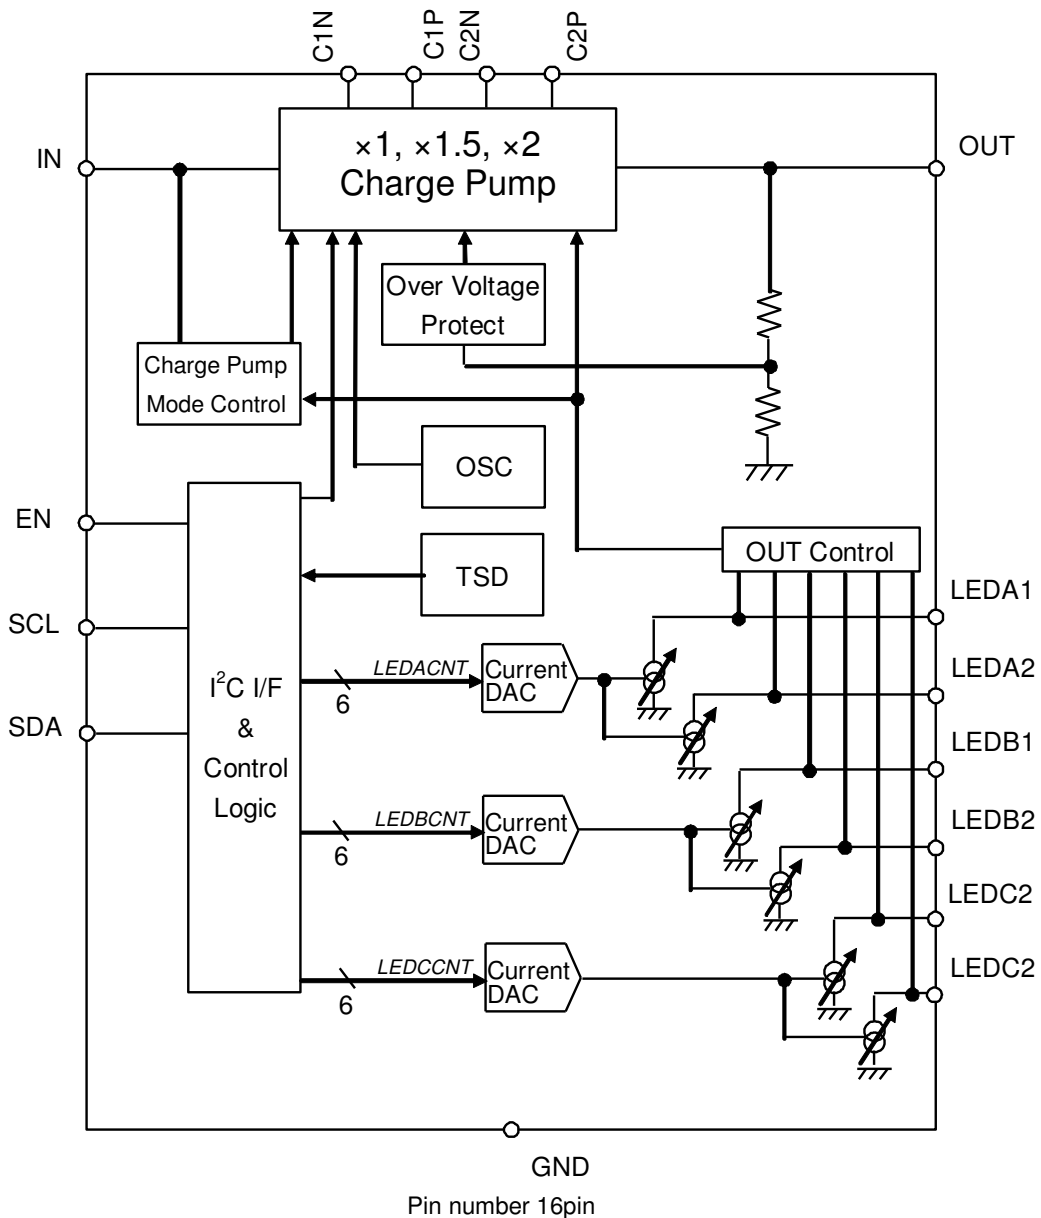 C1N
C1P
C2N
C2P
×1, ×1.5, ×2
Charge Pump
IN
OUT
Over Voltage
Protect
Charge Pump
Mode Control
OSC
EN
OUT Control
TSD
LEDA1
SCL
LEDACNT
6
Current
DAC
LEDA2
I²C I/F
&
Control
Logic
SDA
LEDB1
LEDBCNT
6
Current
DAC
LEDB2
LEDC2
LEDCCNT
6
Current
DAC
LEDC2
GND
Pin number 16pin